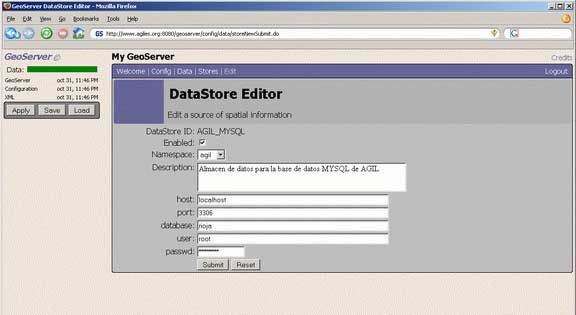 GeoServer DataStore Editor - Mozilla Firefox
File Edit View Go Bookmarks Tools Help
GS http://www.agiles.org:8080/geoserver/config/data/storeNewSubmit.do
GeoServer
My GeoServer
Credits
Data:
GeoServer oct 31, 11:46 PM
Configuration oct 31, 11:46 PM
XML oct 31, 11:46 PM
Apply Save Load
Welcome | Config | Data | Stores | Edit
Logout
DataStore Editor
Edit a source of spatial information
DataStore ID: AGIL_MYSQL
Enabled:
Namespace: agil
Description: Almacen de datos para la base de datos MYSQL de AGIL
host: localhost
port: 3306
database: rioja
user: root
passwd: ********
Submit Reset